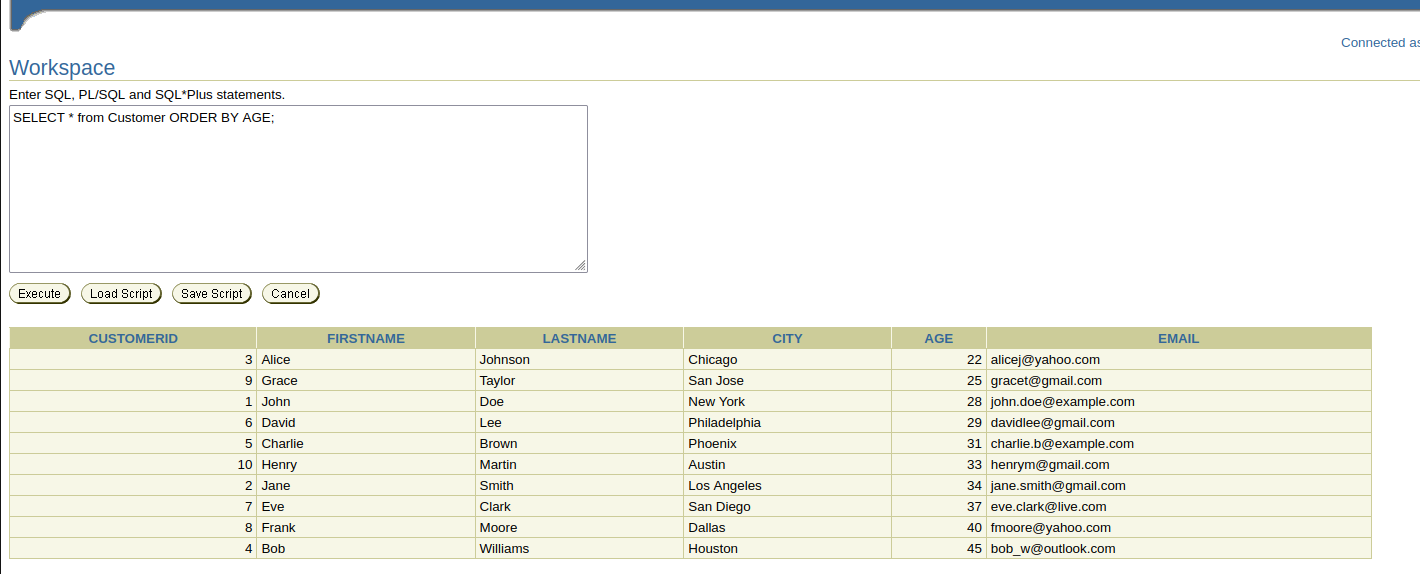 Connected as
Workspace
Enter SQL, PL/SQL and SQL*Plus statements.
SELECT * from Customer ORDER BY AGE;
Execute Load Script Save Script Cancel
CUSTOMERID FIRSTNAME LASTNAME CITY AGE EMAIL
3 Alice Johnson Chicago 22 alicej@yahoo.com
9 Grace Taylor San Jose 25 gracet@gmail.com
1 John Doe New York 28 john.doe@example.com
6 David Lee Philadelphia 29 davidlee@gmail.com
5 Charlie Brown Phoenix 31 charlie.b@example.com
10 Henry Martin Austin 33 henrym@gmail.com
2 Jane Smith Los Angeles 34 jane.smith@gmail.com
7 Eve Clark San Diego 37 eve.clark@live.com
8 Frank Moore Dallas 40 fmoore@yahoo.com
4 Bob Williams Houston 45 bob_w@outlook.com